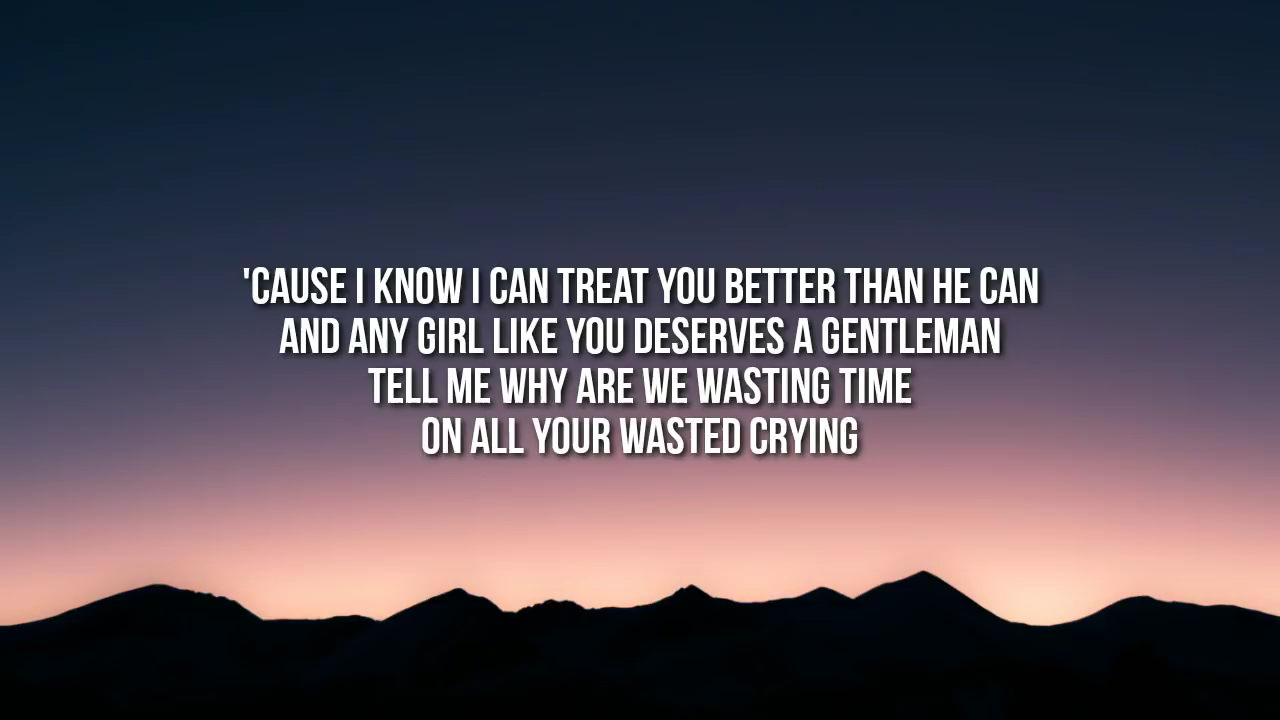 'CAUSE I KNOW I CAN TREAT YOU BETTER THAN HE CAN
AND ANY GIRL LIKE YOU DESERVES A GENTLEMAN
TELL ME WHY ARE WE WASTING TIME
ON ALL YOUR WASTED CRYING